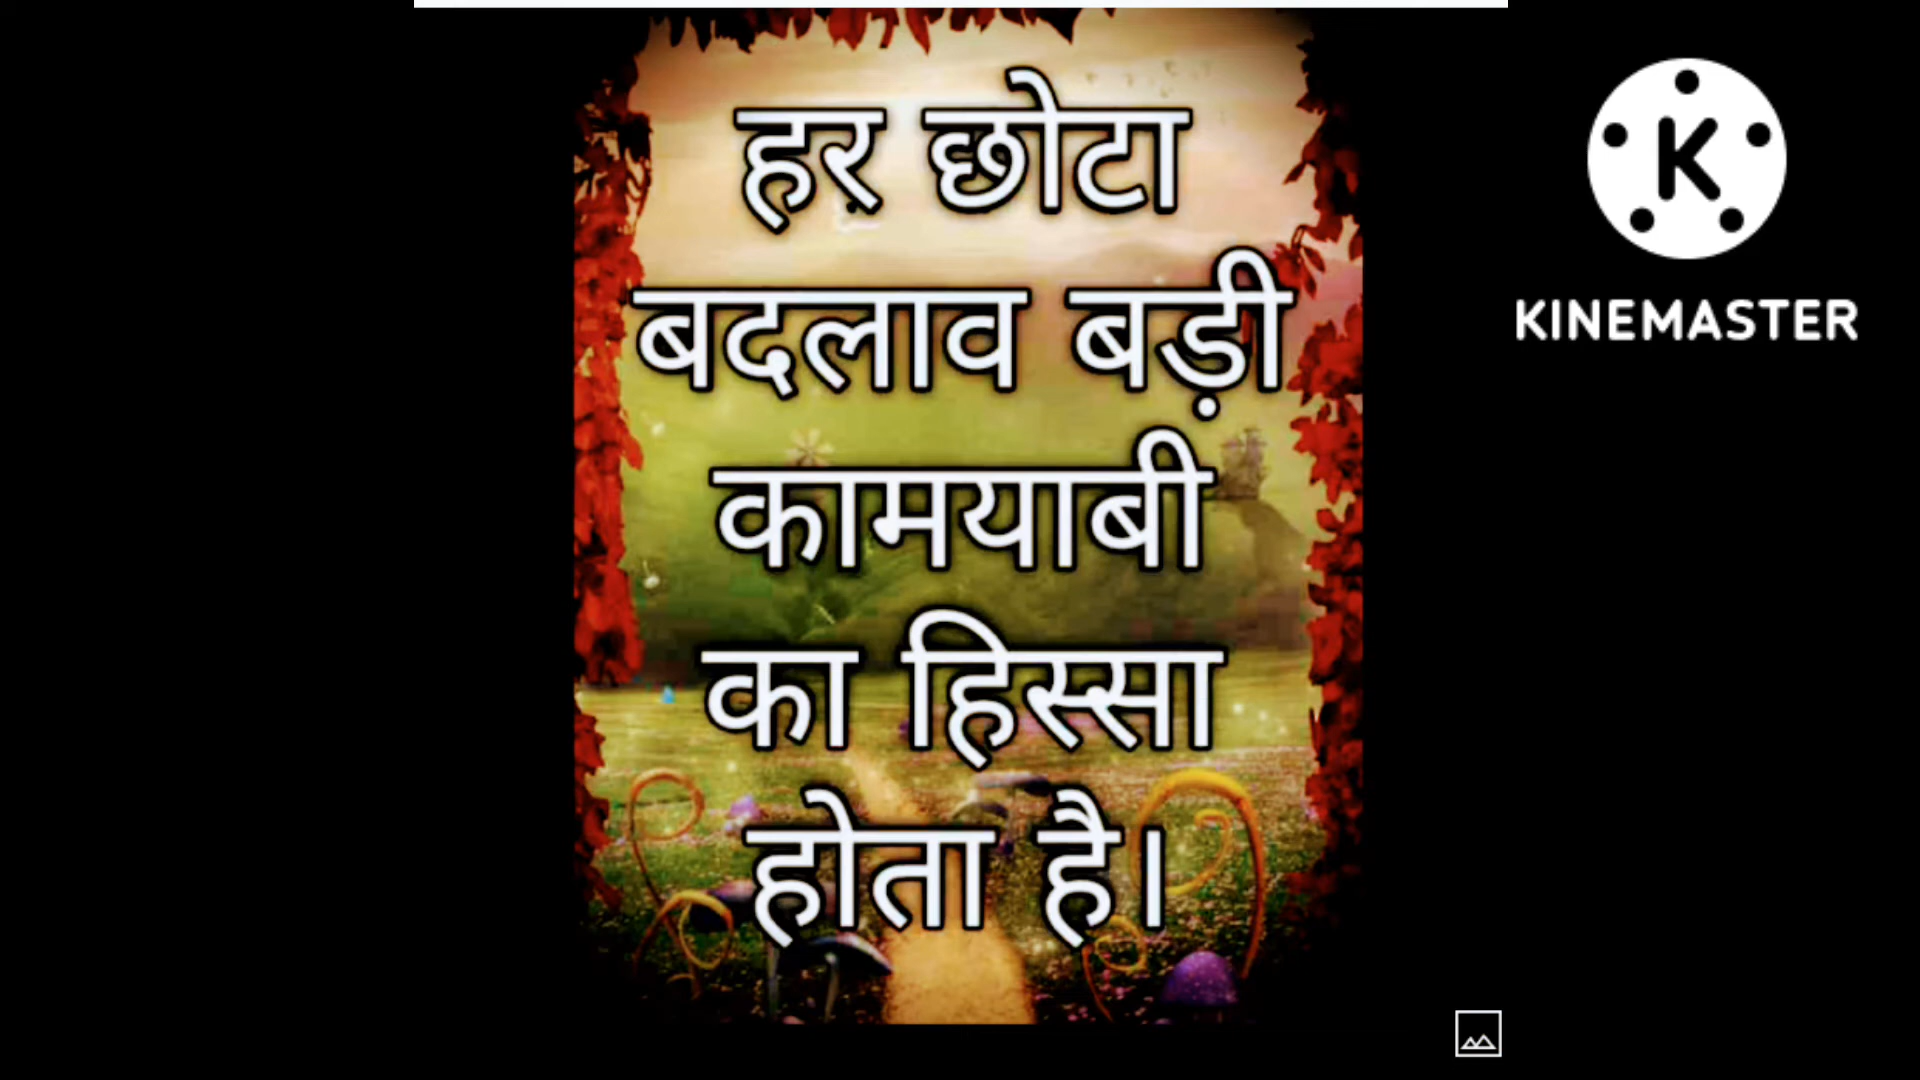 हर छोटा
बदलाव बड़ी
कामयाबी
का हिस्सा
होता है।
K
KINEMASTER